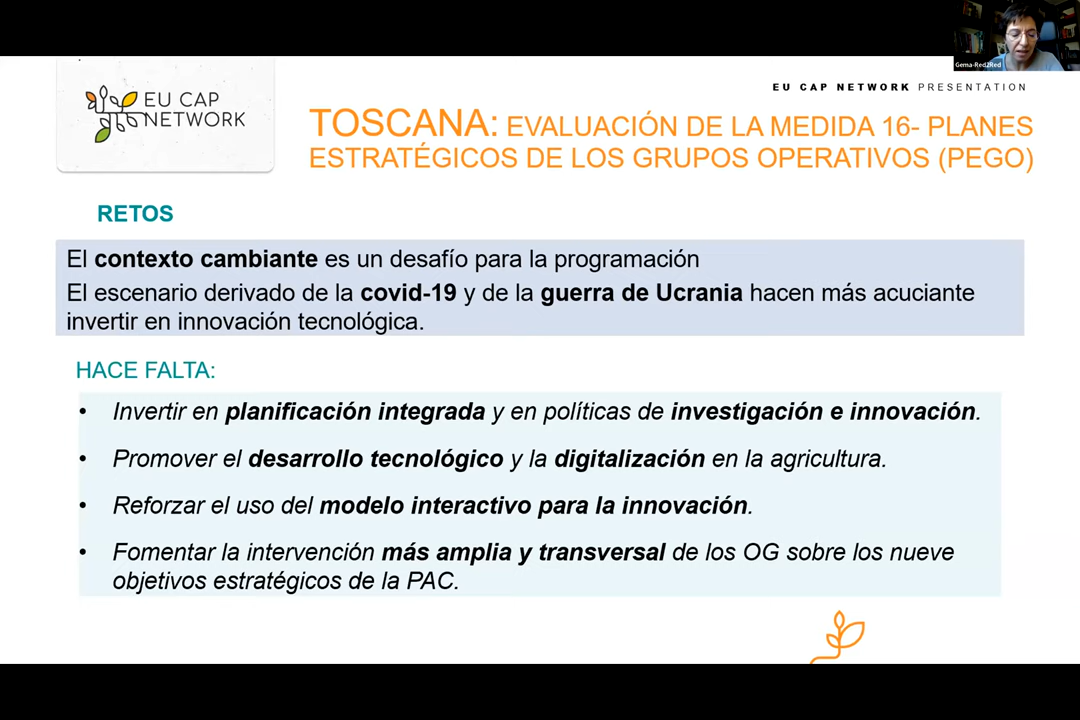 Gema-Red2Red
EU CAP NETWORK PRESENTATION
EU CAP
NETWORK
TOSCANA: EVALUACIÓN DE LA MEDIDA 16- PLANES
ESTRATÉGICOS DE LOS GRUPOS OPERATIVOS (PEGO)
RETOS
El contexto cambiante es un desafío para la programación
El escenario derivado de la covid-19 y de la guerra de Ucrania hacen más acuciante
invertir en innovación tecnológica.
HACE FALTA:
• Invertir en planificación integrada y en políticas de investigación e innovación.
• Promover el desarrollo tecnológico y la digitalización en la agricultura.
• Reforzar el uso del modelo interactivo para la innovación.
• Fomentar la intervención más amplia y transversal de los OG sobre los nueve
objetivos estratégicos de la PAC.